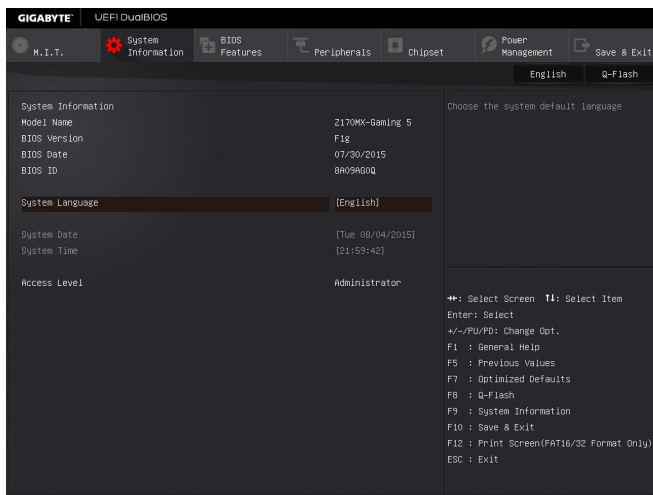 GIGABYTE™ UEFI DualBIOS
M.I.T. System Information BIOS Features Peripherals Chipset Power Management Save & Exit
English Q-Flash
System Information
Choose the system default language
Model Name Z170MX-Gaming 5
BIOS Version F1g
BIOS Date 07/30/2015
BIOS ID 8A09AG0Q
System Language [English]
System Date [Tue 08/04/2015]
System Time [21:59:42]
Access Level Administrator
→←: Select Screen ↑↓: Select Item
Enter: Select
+/-/PU/PD: Change Opt.
F1 : General Help
F5 : Previous Values
F7 : Optimized Defaults
F8 : Q-Flash
F9 : System Information
F10 : Save & Exit
F12 : Print Screen(FAT16/32 Format Only)
ESC : Exit